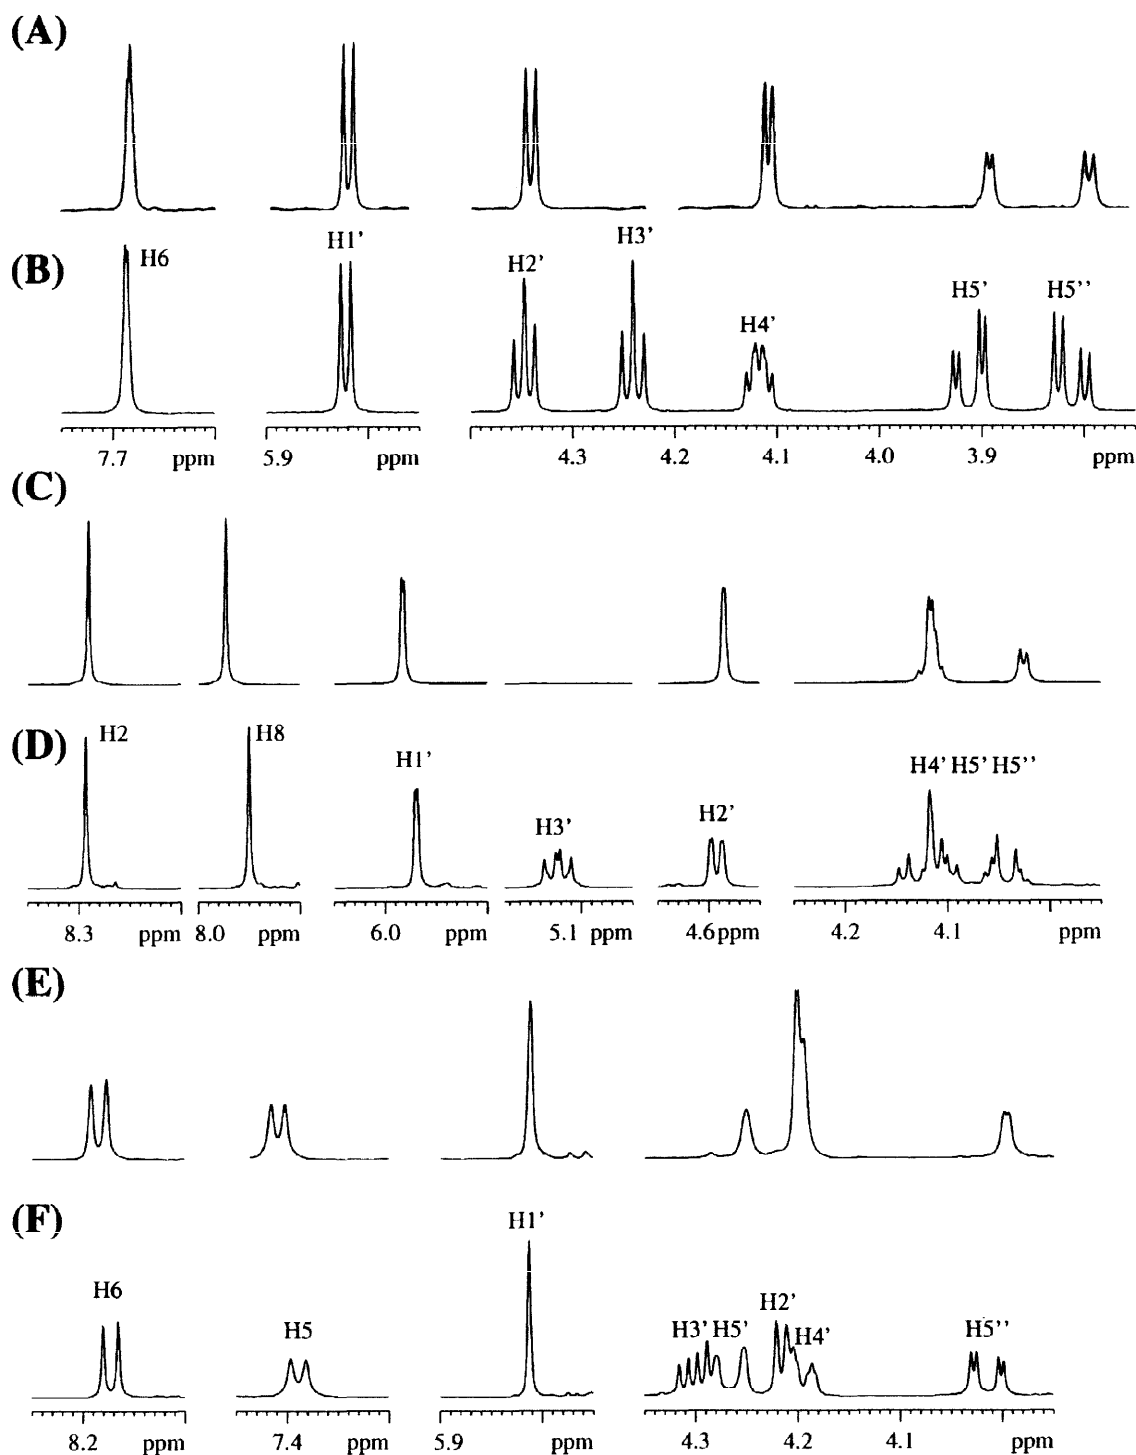 (A)
(B)
H6
H1'
H2'
H3'
H4'
H5'
H5''
7.7 ppm
5.9 ppm
4.3 4.2 4.1 4.0 3.9 ppm
(C)
(D)
H2
H8
H1'
H3'
H2'
H4' H5' H5''
8.3 ppm
8.0 ppm
6.0 ppm
5.1 ppm
4.6ppm
4.2 4.1 ppm
(E)
(F)
H6
H5
H1'
H3' H5'
H2'
H4'
H5''
8.2 ppm
7.4 ppm
5.9 ppm
4.3 4.2 4.1 ppm